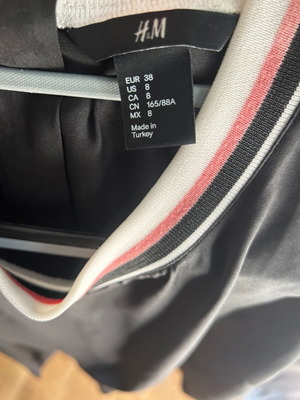 H&M
EUR 38
US 8
CA 8
CN 165/88A
MX 8
Made in
Turkey